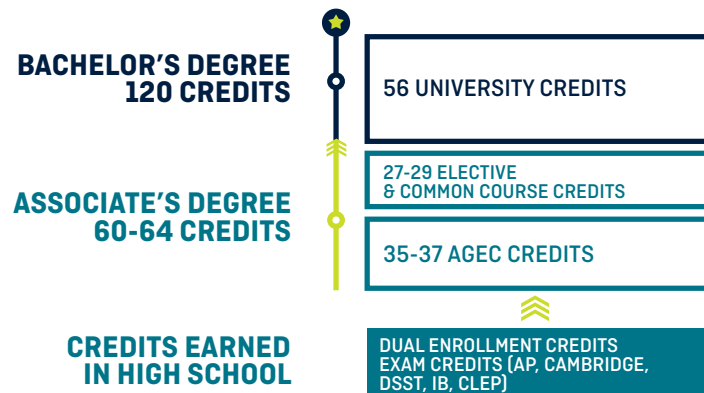 BACHELOR'S DEGREE
120 CREDITS
56 UNIVERSITY CREDITS
ASSOCIATE'S DEGREE
60-64 CREDITS
27-29 ELECTIVE
& COMMON COURSE CREDITS
35-37 AGEC CREDITS
CREDITS EARNED
IN HIGH SCHOOL
DUAL ENROLLMENT CREDITS
EXAM CREDITS (AP, CAMBRIDGE,
DSST, IB, CLEP)